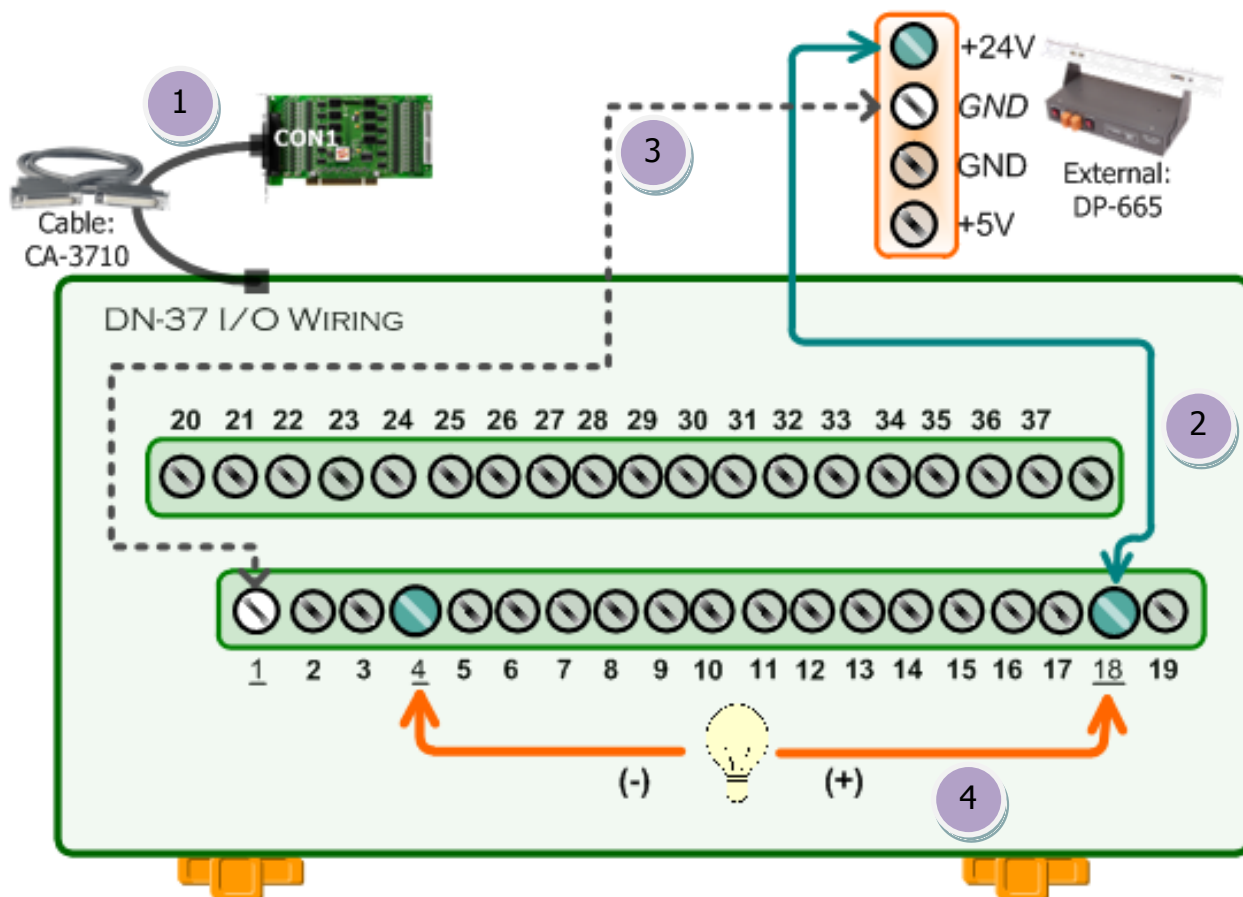 1
CON1
Cable:
CA-3710
+24V
GND
GND
+5V
External:
DP-665
3
DN-37 I/O WIRING
2
20 21 22 23 24 25 26 27 28 29 30 31 32 33 34 35 36 37
1 2 3 4 5 6 7 8 9 10 11 12 13 14 15 16 17 18 19
(-) (+)
4